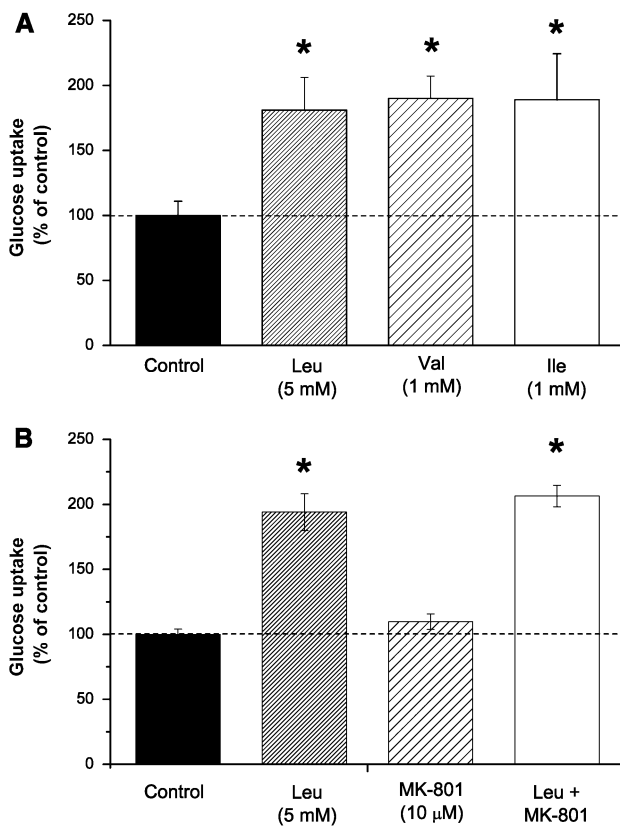 A
250
200
150
100
50
0
Glucose uptake
(% of control)
*
*
*
Control
Leu
(5 mM)
Val
(1 mM)
Ile
(1 mM)
B
250
200
150
100
50
0
Glucose uptake
(% of control)
*
*
Control
Leu
(5 mM)
MK-801
(10 μM)
Leu +
MK-801